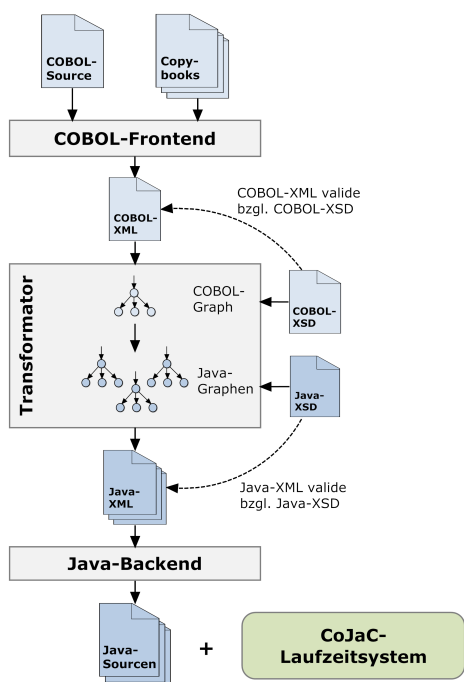 COBOL-
Source
Copy-
books
COBOL-Frontend
COBOL-
XML
COBOL-XML valide
bzgl. COBOL-XSD
Transformator
COBOL-
Graph
COBOL-
XSD
Java-
Graphen
Java-
XSD
Java-
XML
Java-XML valide
bzgl. Java-XSD
Java-Backend
Java-
Sourcen
+
CoJaC-
Laufzeitsystem